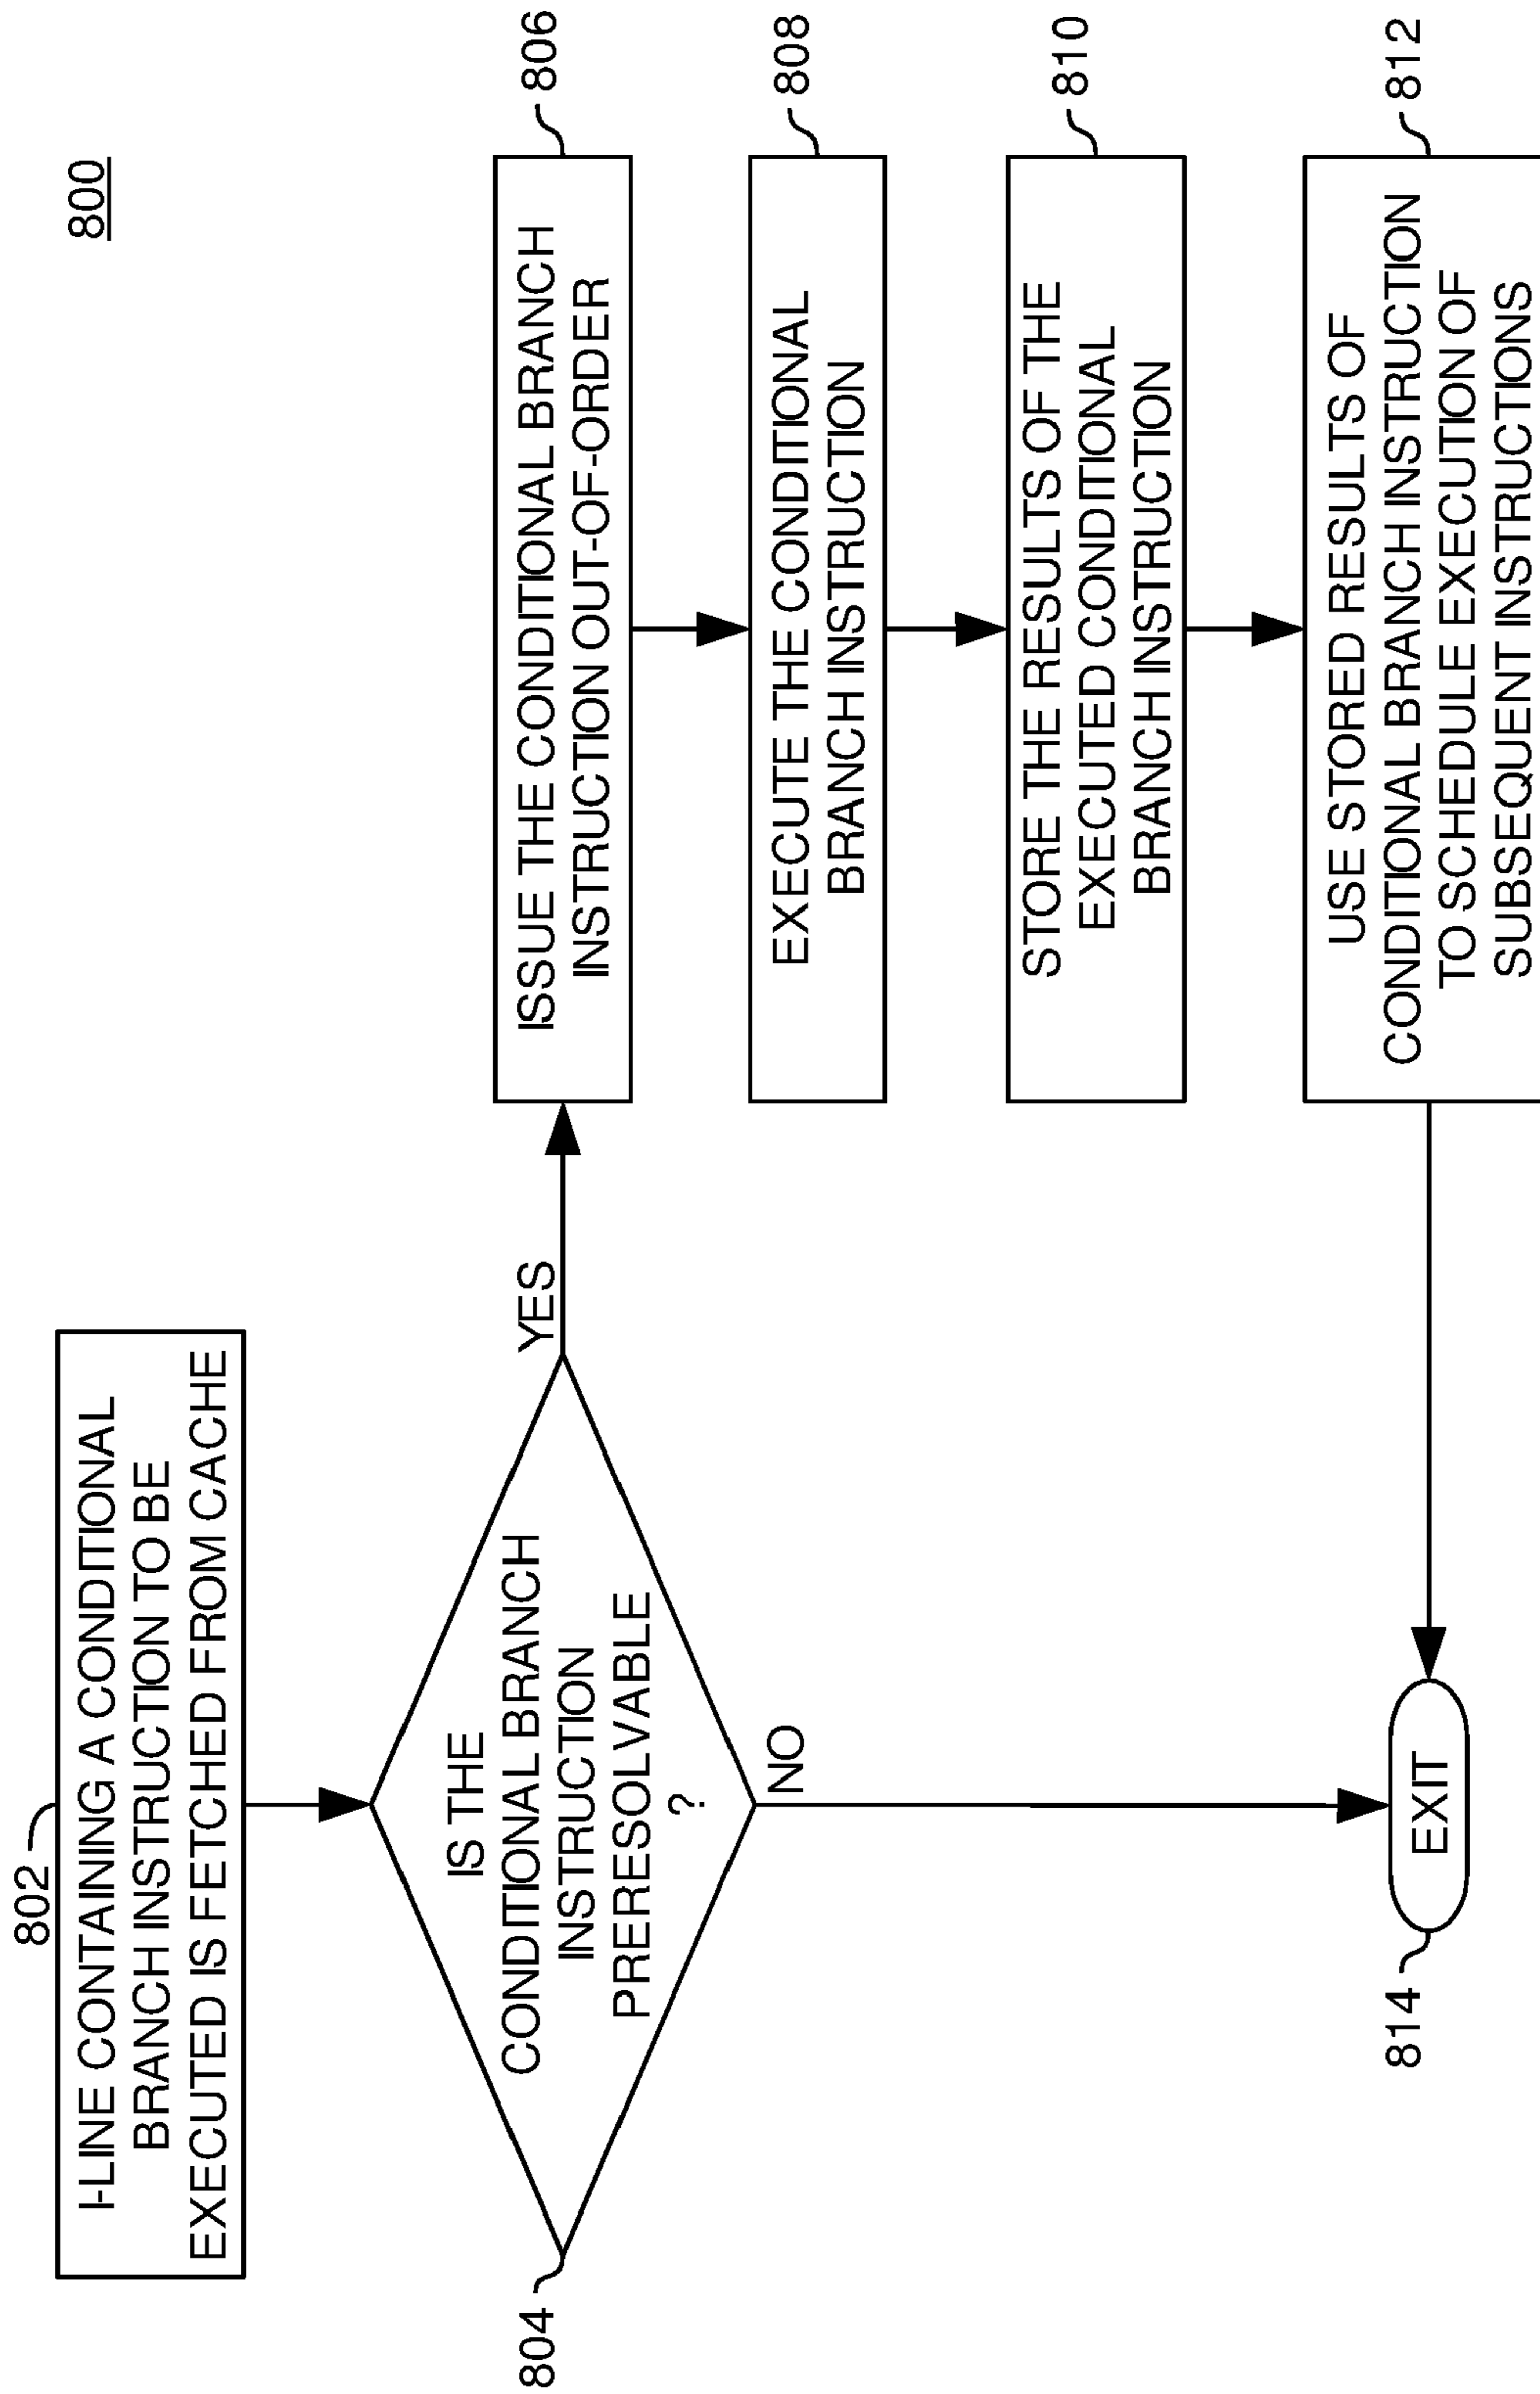 800
802
I-LINE CONTAINING A CONDITIONAL
BRANCH INSTRUCTION TO BE
EXECUTED IS FETCHED FROM CACHE
804
IS THE
CONDITIONAL BRANCH
INSTRUCTION
PRERESOLVABLE
?
YES
NO
806
ISSUE THE CONDITIONAL BRANCH
INSTRUCTION OUT-OF-ORDER
808
EXECUTE THE CONDITIONAL
BRANCH INSTRUCTION
810
STORE THE RESULTS OF THE
EXECUTED CONDITIONAL
BRANCH INSTRUCTION
812
USE STORED RESULTS OF
CONDITIONAL BRANCH INSTRUCTION
TO SCHEDULE EXECUTION OF
SUBSEQUENT INSTRUCTIONS
814
EXIT